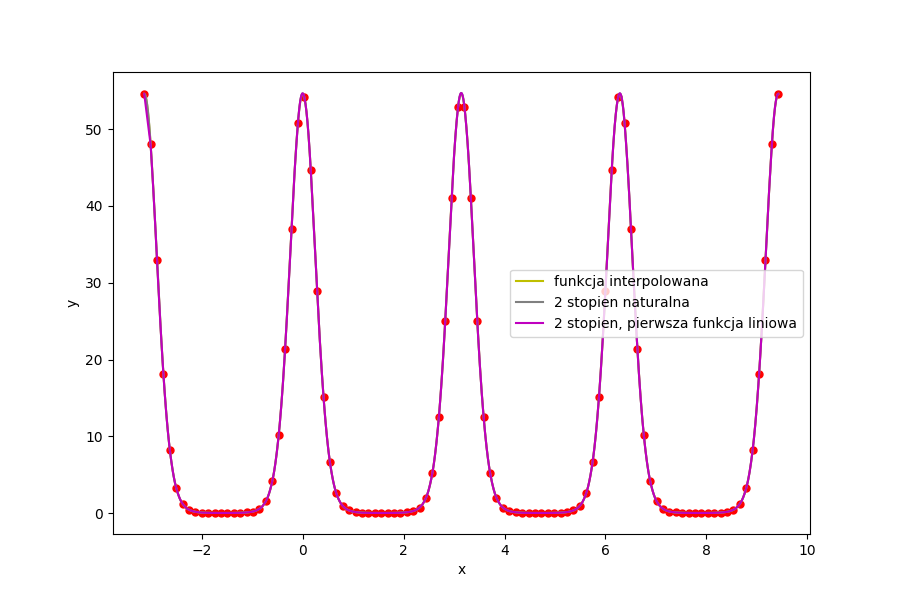 50
40
30
20
10
0
y
−2
0
2
4
6
8
10
x
funkcja interpolowana
2 stopien naturalna
2 stopien, pierwsza funkcja liniowa